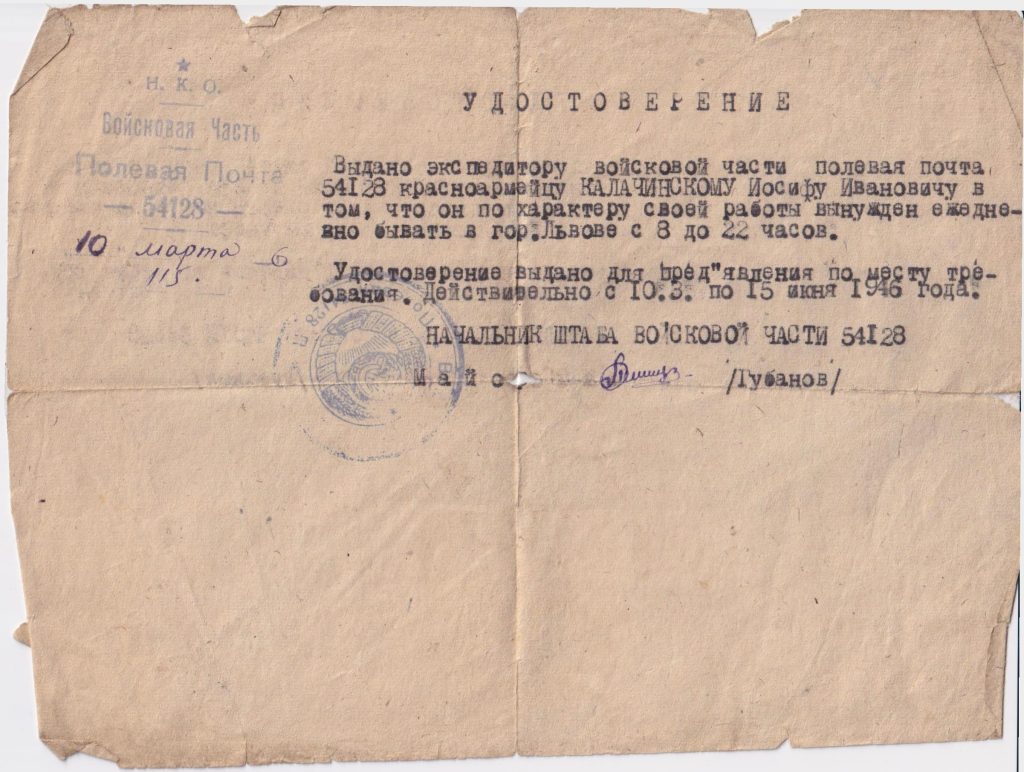 Н. К. О.
Войсковая Часть
Полевая Почта
— 54128 —
10 марта 6
115.
УДОСТОВЕРЕНИЕ
Выдано экспедитору войсковой части полевая почта
54128 красноармейцу КАЛАЧИНСКОМУ Иосифу Ивановичу в
том, что он по характеру своей работы вынужден ежедне-
вно бывать в гор.Львове с 8 до 22 часов.
Удостоверение выдано для пред"явления по месту тре-
бования. Действительно с 10.3. по 15 июня 1946 года.
НАЧАЛЬНИК ШТАБА ВОЙСКОВОЙ ЧАСТИ 54128
Майор /Губанов/